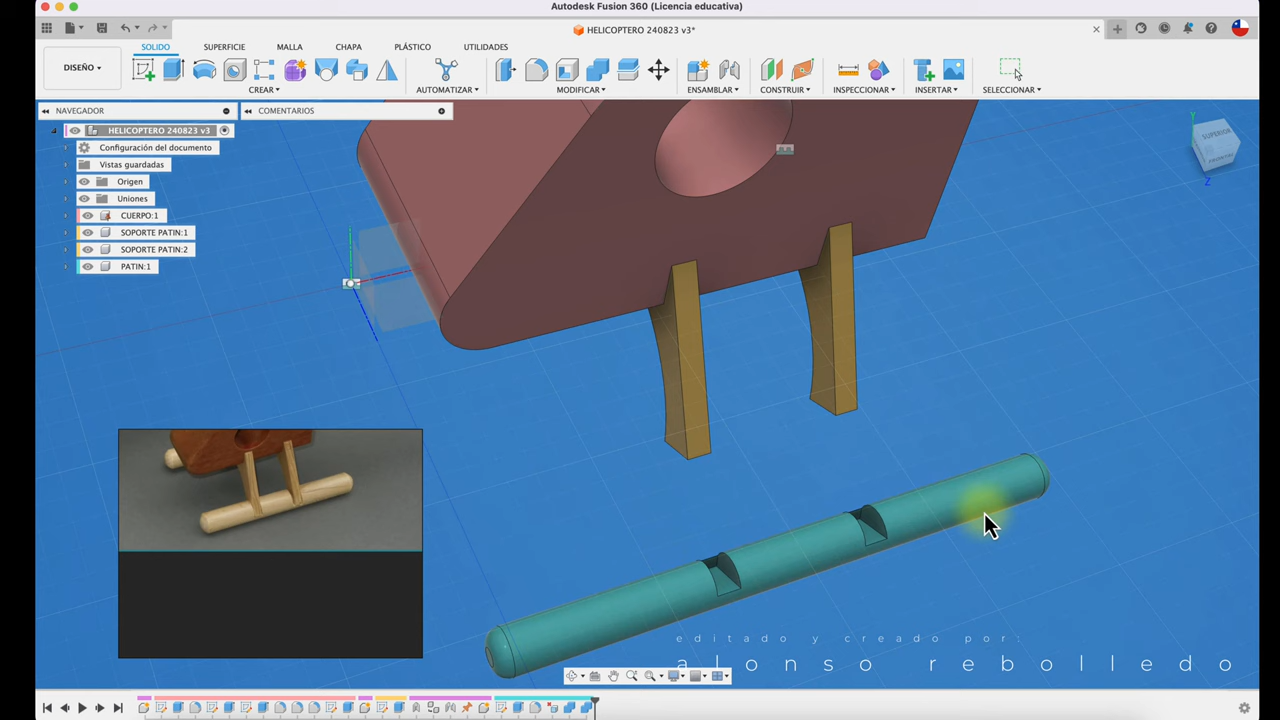 Autodesk Fusion 360 (Licencia educativa)
HELICOPTERO 240823 v3*
DISEÑO
SOLIDO SUPERFICIE MALLA CHAPA PLÁSTICO UTILIDADES
CREAR AUTOMATIZAR MODIFICAR ENSAMBLAR CONSTRUIR INSPECCIONAR INSERTAR SELECCIONAR
NAVEGADOR
COMENTARIOS
HELICOPTERO 240823 v3
Configuración del documento
Vistas guardadas
Origen
Uniones
CUERPO:1
SOPORTE PATIN:1
SOPORTE PATIN:2
PATIN:1
SUPERIOR
FRONTAL
Y
Z
editado y creado por:
alonso rebolledo